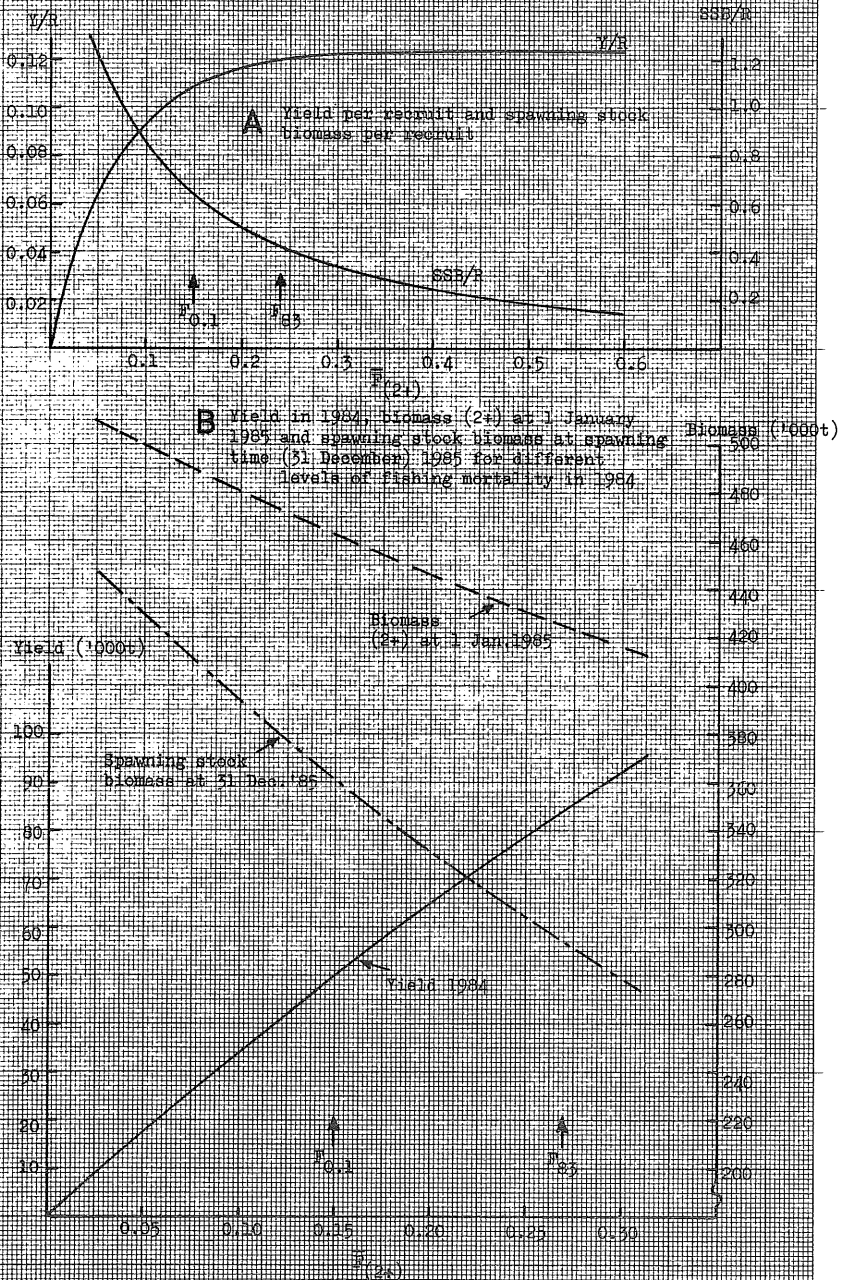 Y/R
SSB/R
Y/R
0.12
0.10
0.08
0.06
0.04
0.02
1.2
1.0
0.8
0.6
0.4
0.2
A Yield per recruit and spawning stock
biomass per recruit
SSB/R
F0.1
F83
0.1 0.2 0.3 0.4 0.5 0.6
F̅(2+)
B Yield in 1984, biomass (2+) at 1 January
1985 and spawning stock biomass at spawning
time (31 December) 1985 for different
levels of fishing mortality in 1984
Biomass ('000t)
500
480
460
440
420
400
380
360
340
320
300
280
260
240
220
200
Biomass
(2+) at 1 Jan.1985
Yield ('000t)
100
90
80
70
60
50
40
30
20
10
Spawning stock
biomass at 31 Dec.'85
Yield 1984
F0.1
F83
0.05 0.10 0.15 0.20 0.25 0.30
F̅(2+)